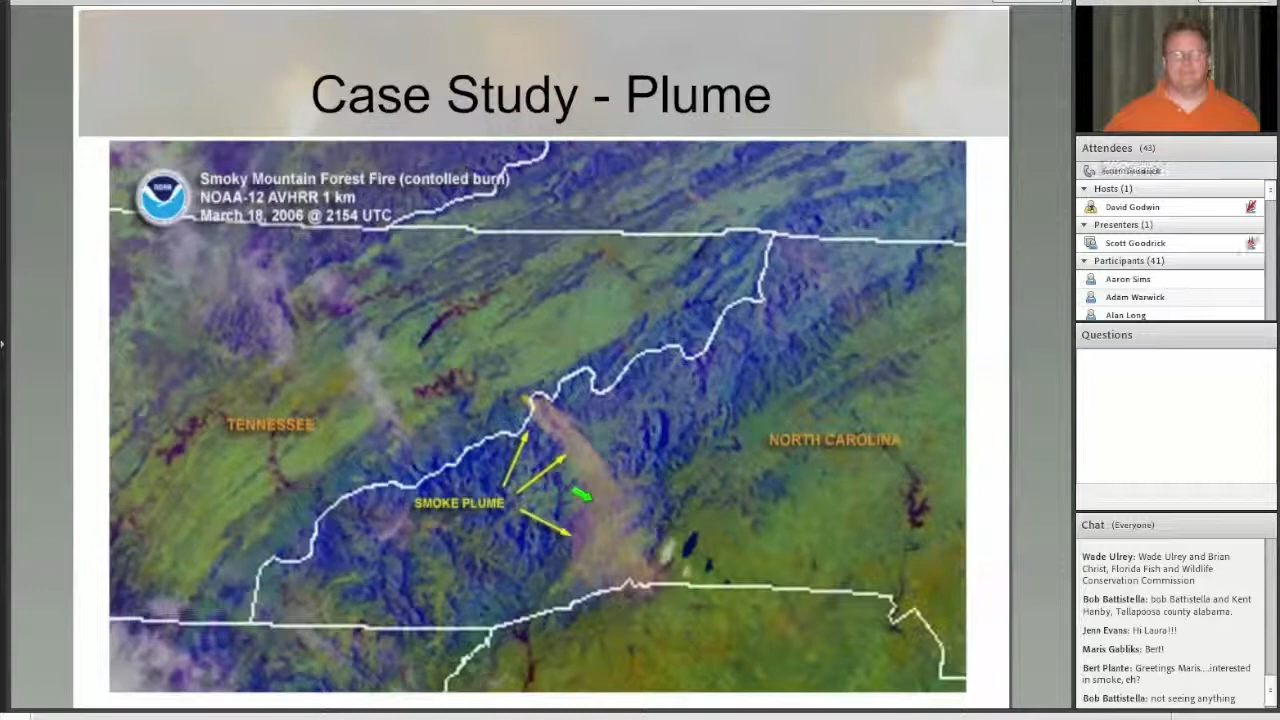 Case Study - Plume
Smoky Mountain Forest Fire (contolled burn)
NOAA-12 AVHRR 1 km
March 18, 2006 @ 2154 UTC
TENNESSEE
NORTH CAROLINA
SMOKE PLUME
Attendees (43)
Hosts (1)
David Godwin
Presenters (1)
Scott Goodrick
Participants (41)
Aaron Sims
Adam Warwick
Alan Long
Questions
Chat (Everyone)
Wade Ulrey: Wade Ulrey and Brian
Christ, Florida Fish and Wildlife
Conservation Commission
Bob Battistella: bob Battistella and Kent
Hanby, Tallapoosa county alabama.
Jenn Evans: Hi Laura!!!
Maris Gabliks: Bert!
Bert Plante: Greetings Maris....interested
in smoke, eh?
Bob Battistella: not seeing anything